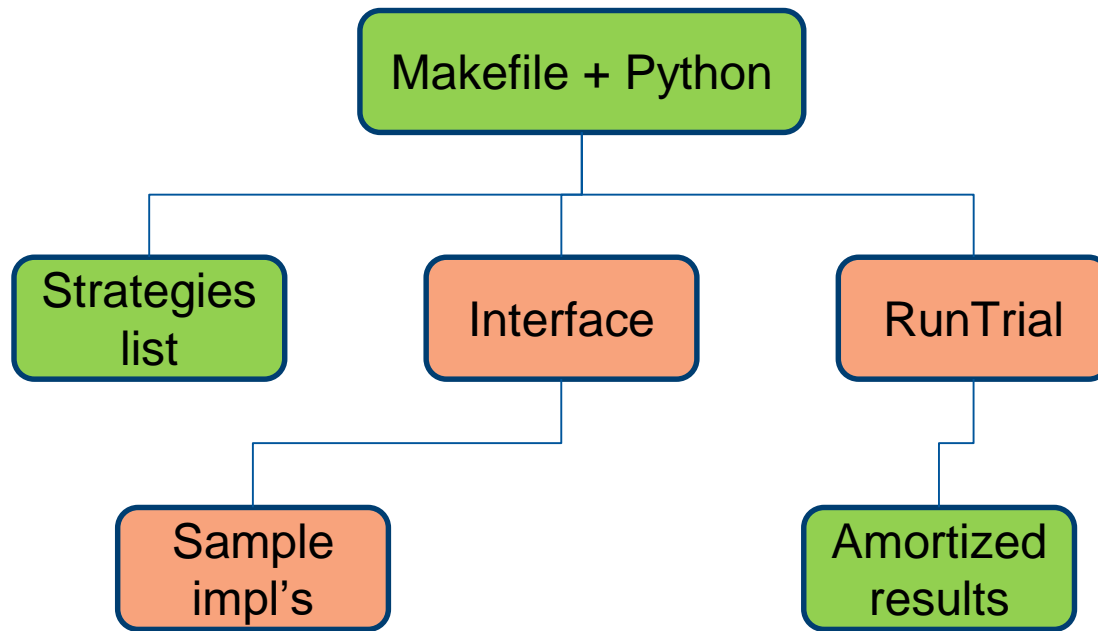 Makefile + Python
Strategies
list
Interface
RunTrial
Sample
impl's
Amortized
results